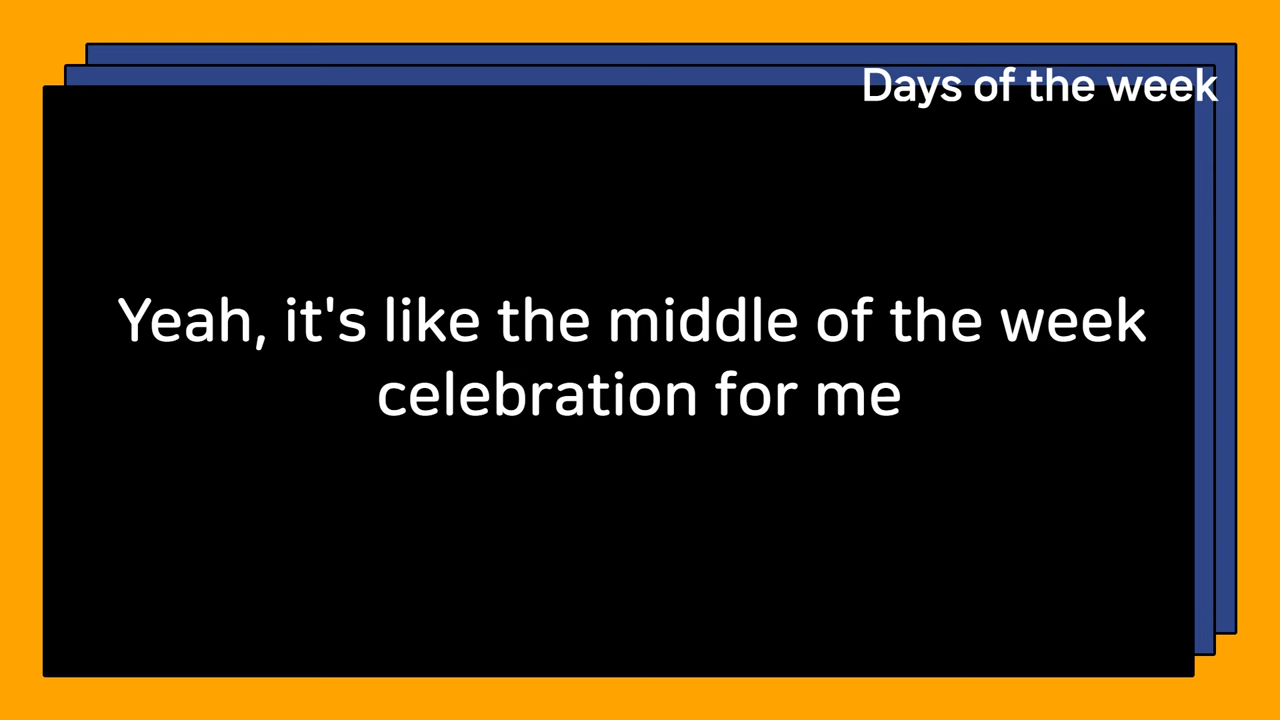 Days of the week
Yeah, it's like the middle of the week
celebration for me